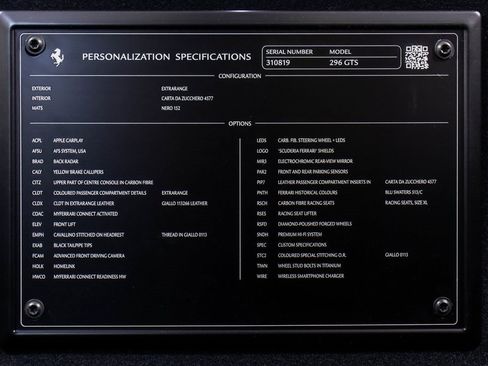 PERSONALIZATION SPECIFICATIONS
SERIAL NUMBER MODEL
310819 296 GTS
CONFIGURATION
EXTERIOR EXTRARANGE
INTERIOR CARTA DA ZUCCHERO 4577
MATS NERO 152
OPTIONS
ACPL APPLE CARPLAY
AFSU AFS SYSTEM, USA
BRAD BACK RADAR
CALY YELLOW BRAKE CALLIPERS
CITZ UPPER PART OF CENTRE CONSOLE IN CARBON FIBRE
CLDT COLOURED PASSENGER COMPARTMENT DETAILS EXTRARANGE
CLDX CLDT IN EXTRARANGE LEATHER GIALLO 113266 LEATHER
CDAC MYFERRARI CONNECT ACTIVATED
ELEV FRONT LIFT
EMPH CAVALLINO STITCHED ON HEADREST THREAD IN GIALLO 0113
EXAB BLACK TAILPIPE TIPS
FCAM ADVANCED FRONT DRIVING CAMERA
HOLK HOMELINK
HWCO MYFERRARI CONNECT READINESS HW
LEDS CARB. FIB. STEERING WHEEL + LEDS
LOGO "SCUDERIA FERRARI" SHIELDS
MIR3 ELECTROCHROMIC REAR-VIEW MIRROR
PAR2 FRONT AND REAR PARKING SENSORS
PIP7 LEATHER PASSENGER COMPARTMENT INSERTS IN CARTA DA ZUCCHERO 4577
PNTH FERRARI HISTORICAL COLOURS BLU SWATERS 513/C
RSCH CARBON FIBRE RACING SEATS RACING SEATS, SIZE XL
RSES RACING SEAT LIFTER
RSFD DIAMOND-POLISHED FORGED WHEELS
SNDH PREMIUM HI-FI SYSTEM
SPEC CUSTOM SPECIFICATIONS
STC2 COLOURED SPECIAL STITCHING O.R. GIALLO 0113
TIWN WHEEL STUD BOLTS IN TITANIUM
WIRE WIRELESS SMARTPHONE CHARGER